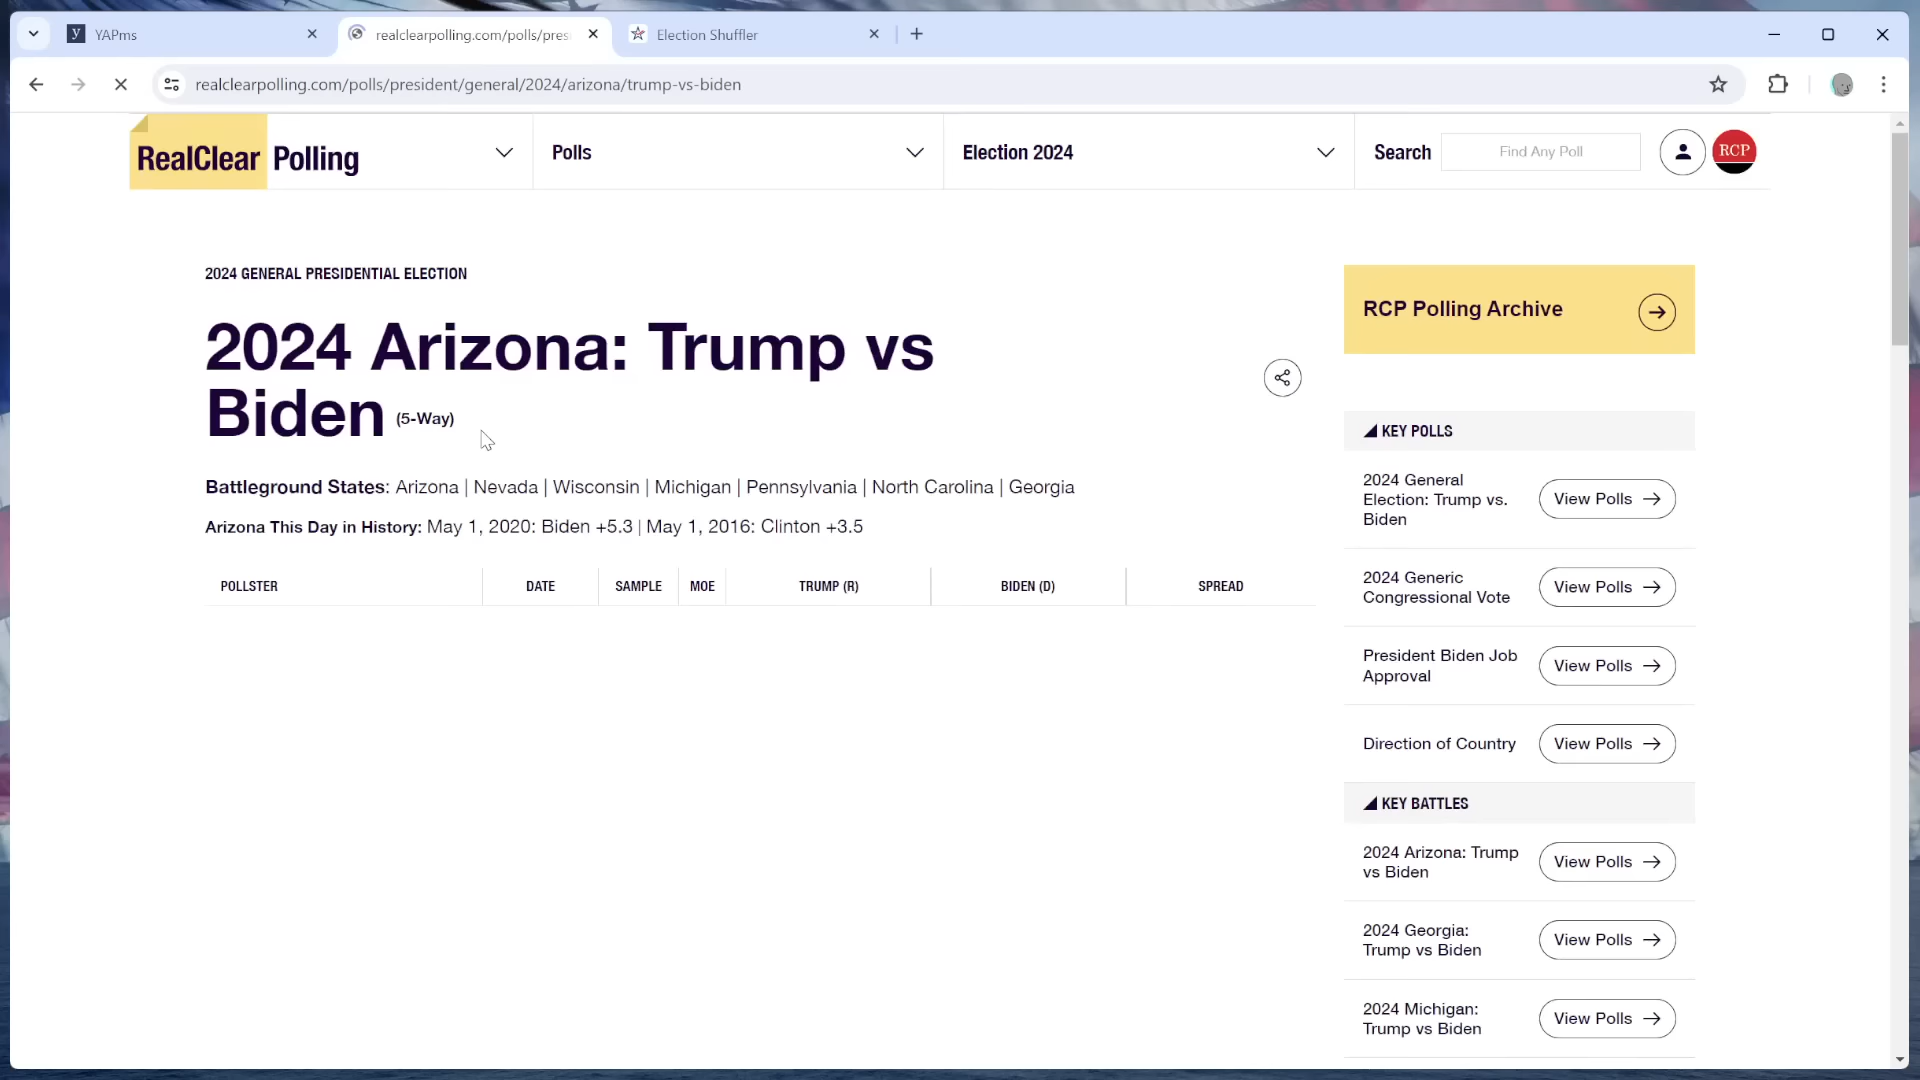 YAPms
realclearpolling.com/polls/pres
Election Shuffler
realclearpolling.com/polls/president/general/2024/arizona/trump-vs-biden
RealClear Polling
Polls
Election 2024
Search
Find Any Poll
RCP
2024 GENERAL PRESIDENTIAL ELECTION
2024 Arizona: Trump vs
Biden (5-Way)
Battleground States: Arizona | Nevada | Wisconsin | Michigan | Pennsylvania | North Carolina | Georgia
Arizona This Day in History: May 1, 2020: Biden +5.3 | May 1, 2016: Clinton +3.5
POLLSTER DATE SAMPLE MOE TRUMP (R) BIDEN (D) SPREAD
RCP Polling Archive
KEY POLLS
2024 General
Election: Trump vs.
Biden
View Polls
2024 Generic
Congressional Vote
View Polls
President Biden Job
Approval
View Polls
Direction of Country
View Polls
KEY BATTLES
2024 Arizona: Trump
vs Biden
View Polls
2024 Georgia:
Trump vs Biden
View Polls
2024 Michigan:
Trump vs Biden
View Polls